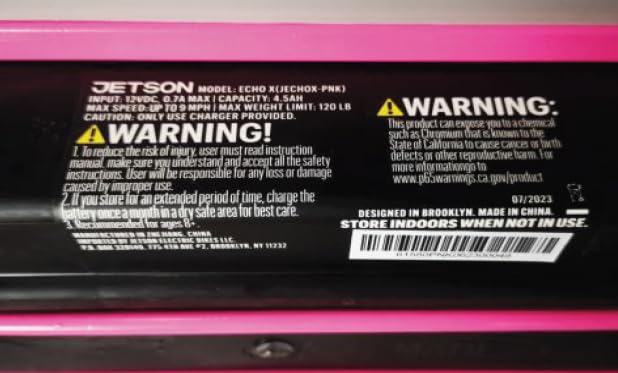 JETSON MODEL: ECHO X(JECHOX-PNK)
INPUT: 12VDC, 0.7A MAX | CAPACITY: 4.5AH
MAX SPEED: UP TO 9 MPH | MAX WEIGHT LIMIT: 120 LB
CAUTION: ONLY USE CHARGER PROVIDED.
WARNING!
1. To reduce the risk of injury, user must read instruction
manual, make sure you understand and accept all the safety
instructions. User will be responsible for any loss or damage
caused by improper use.
2. If you store for an extended period of time, charge the
battery once a month in a dry safe area for best care.
3. Recommended for ages 8+.
MANUFACTURED IN ZHEJIANG, CHINA
IMPORTED BY JETSON ELECTRIC BIKES LLC.
P.O. BOX 320149, 775 4TH AVE #2, BROOKLYN, NY 11232
WARNING:
This product can expose you to a chemical
such as Chromium that is known to the
State of California to cause cancer or birth
defects or other reproductive harm. For
more informationgo to
www.p65warnings.ca.gov/product
07/2023
DESIGNED IN BROOKLYN. MADE IN CHINA.
STORE INDOORS WHEN NOT IN USE.